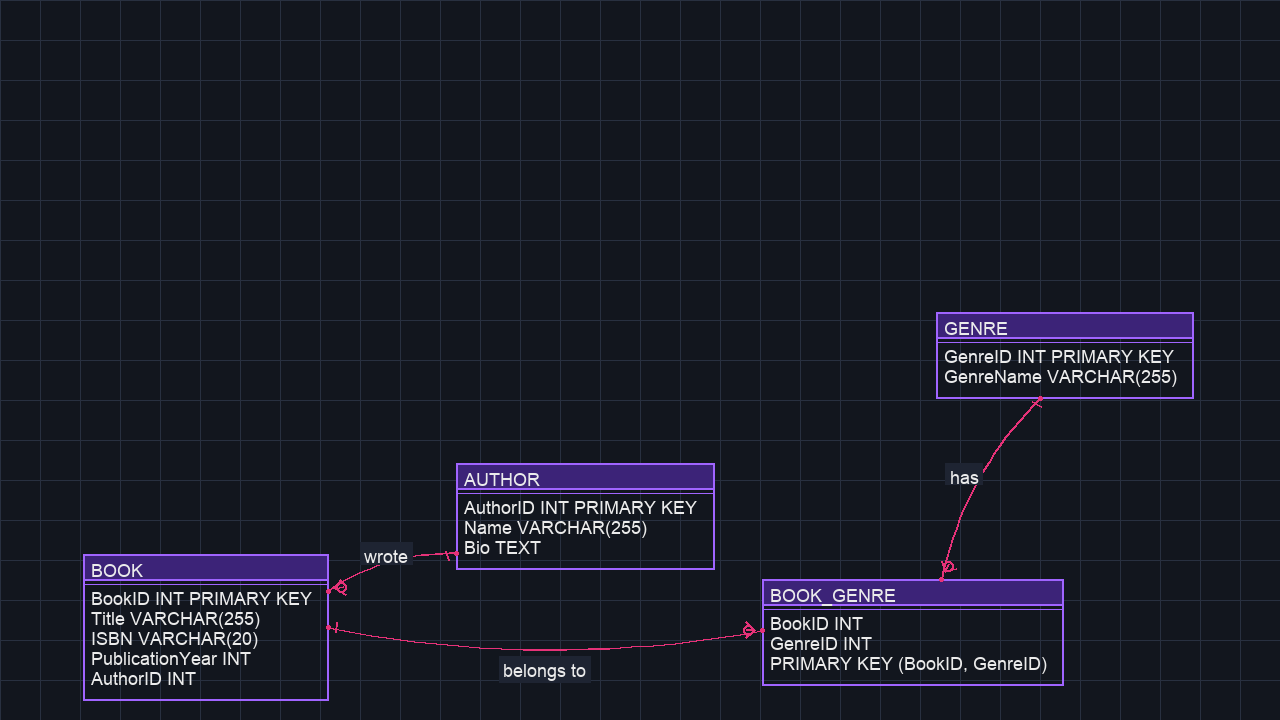 GENRE
GenreID INT PRIMARY KEY
GenreName VARCHAR(255)
has
AUTHOR
AuthorID INT PRIMARY KEY
Name VARCHAR(255)
Bio TEXT
wrote
BOOK
BookID INT PRIMARY KEY
Title VARCHAR(255)
ISBN VARCHAR(20)
PublicationYear INT
AuthorID INT
BOOK_GENRE
BookID INT
GenreID INT
PRIMARY KEY (BookID, GenreID)
belongs to